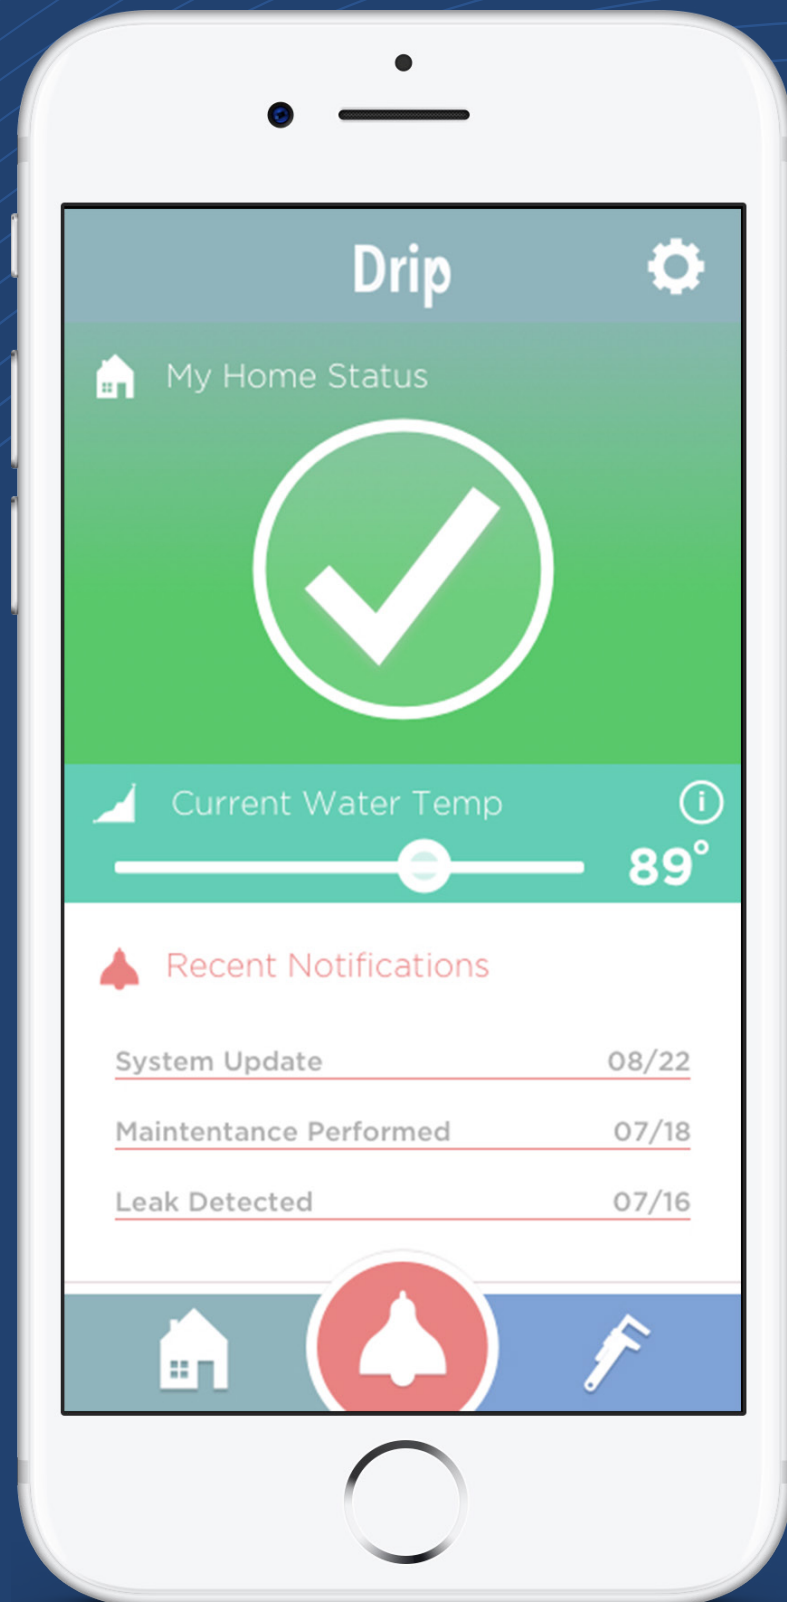 Drip
My Home Status
Current Water Temp
i
89°
Recent Notifications
System Update 08/22
Maintentance Performed 07/18
Leak Detected 07/16